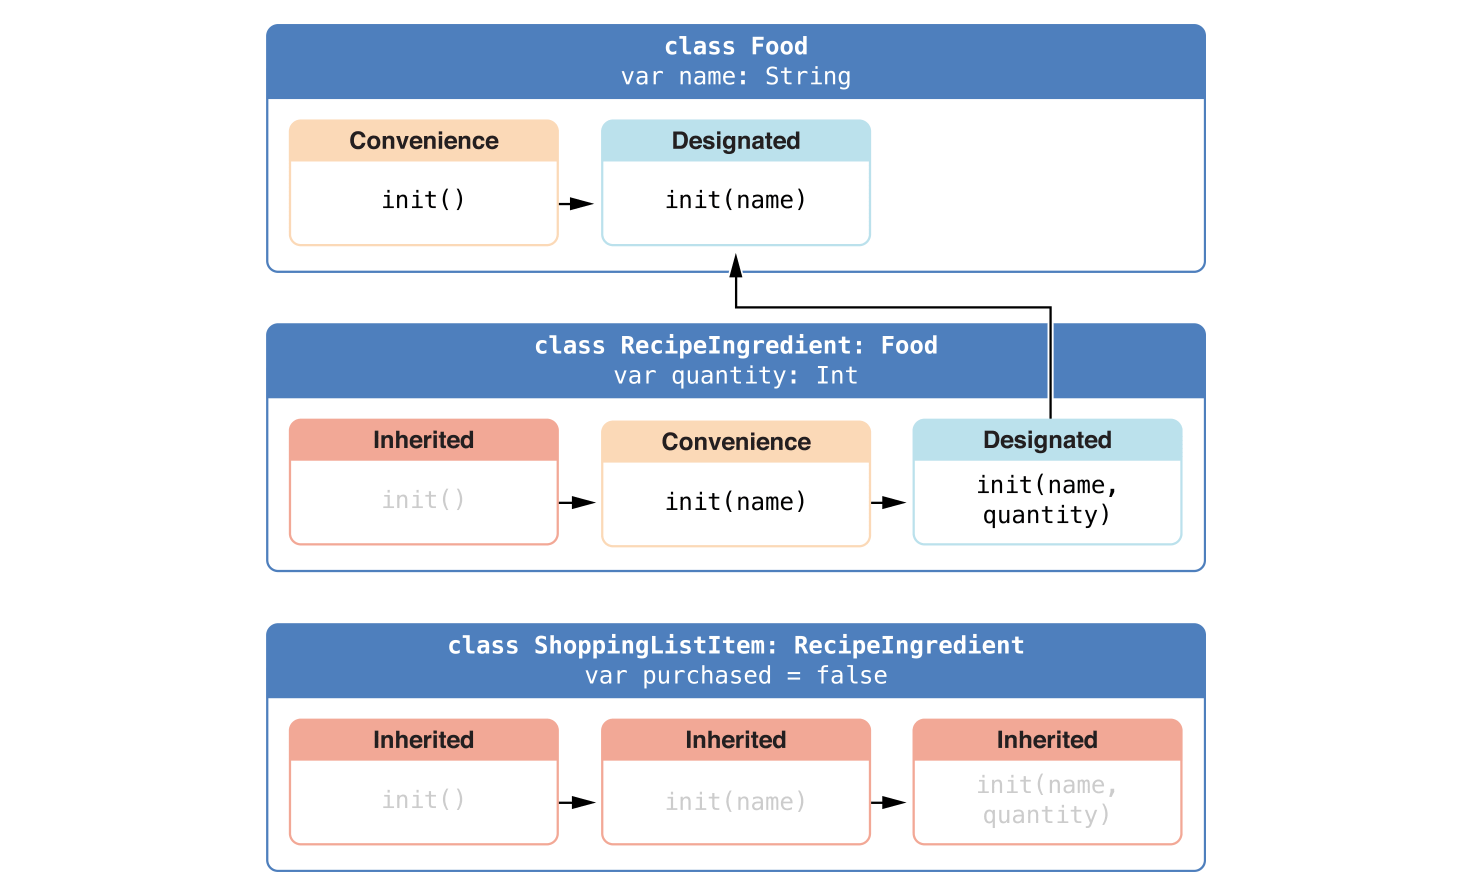 class Food
var name: String
Convenience
Designated
init()
init(name)
class RecipeIngredient: Food
var quantity: Int
Inherited
Convenience
Designated
init()
init(name)
init(name,
quantity)
class ShoppingListItem: RecipeIngredient
var purchased = false
Inherited
Inherited
Inherited
init()
init(name)
init(name,
quantity)